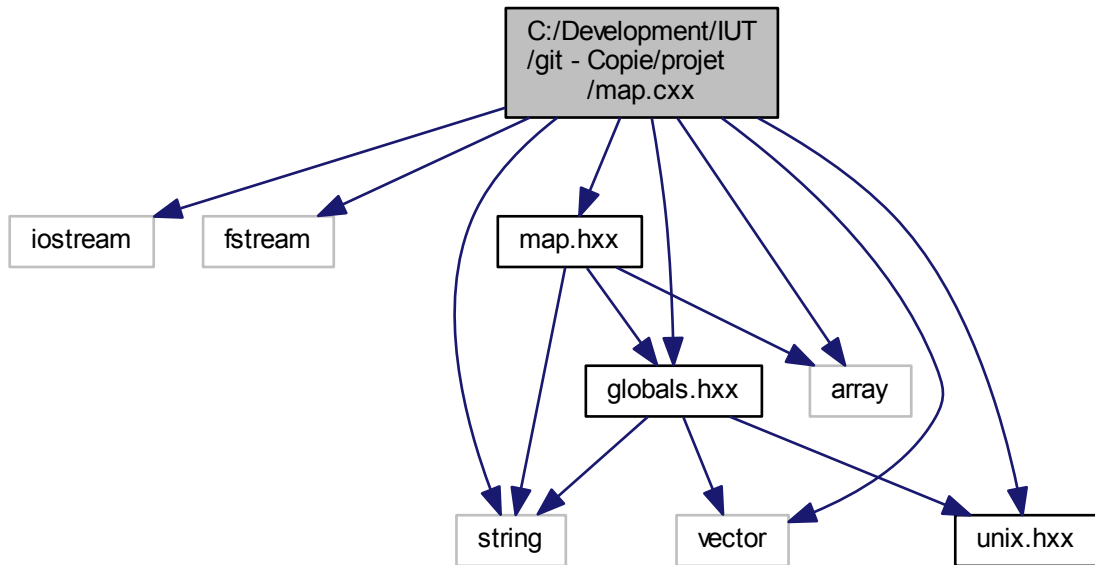 C:/Development/IUT
/git - Copie/projet
/map.cxx
iostream
fstream
map.hxx
globals.hxx
array
string
vector
unix.hxx